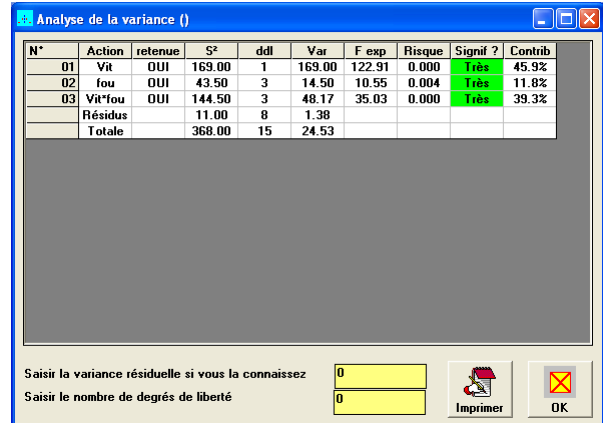 Analyse de la variance ()
N° Action retenue S² ddl Var F exp Risque Signif ? Contrib
01 Vit OUI 169.00 1 169.00 122.91 0.000 Très 45.9%
02 fou OUI 43.50 3 14.50 10.55 0.004 Très 11.8%
03 Vit*fou OUI 144.50 3 48.17 35.03 0.000 Très 39.3%
Résidus 11.00 8 1.38
Totale 368.00 15 24.53
Saisir la variance résiduelle si vous la connaissez 0
Saisir le nombre de degrés de liberté 0
Imprimer OK